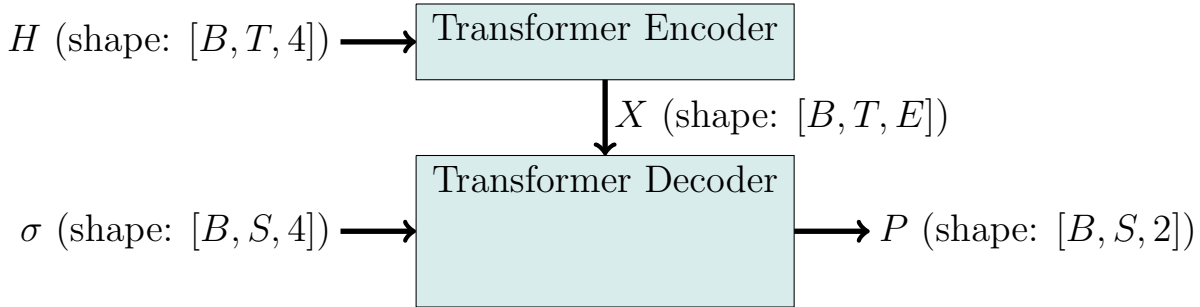 H (shape: [B, T, 4])
Transformer Encoder
X (shape: [B, T, E])
Transformer Decoder
σ (shape: [B, S, 4])
P (shape: [B, S, 2])